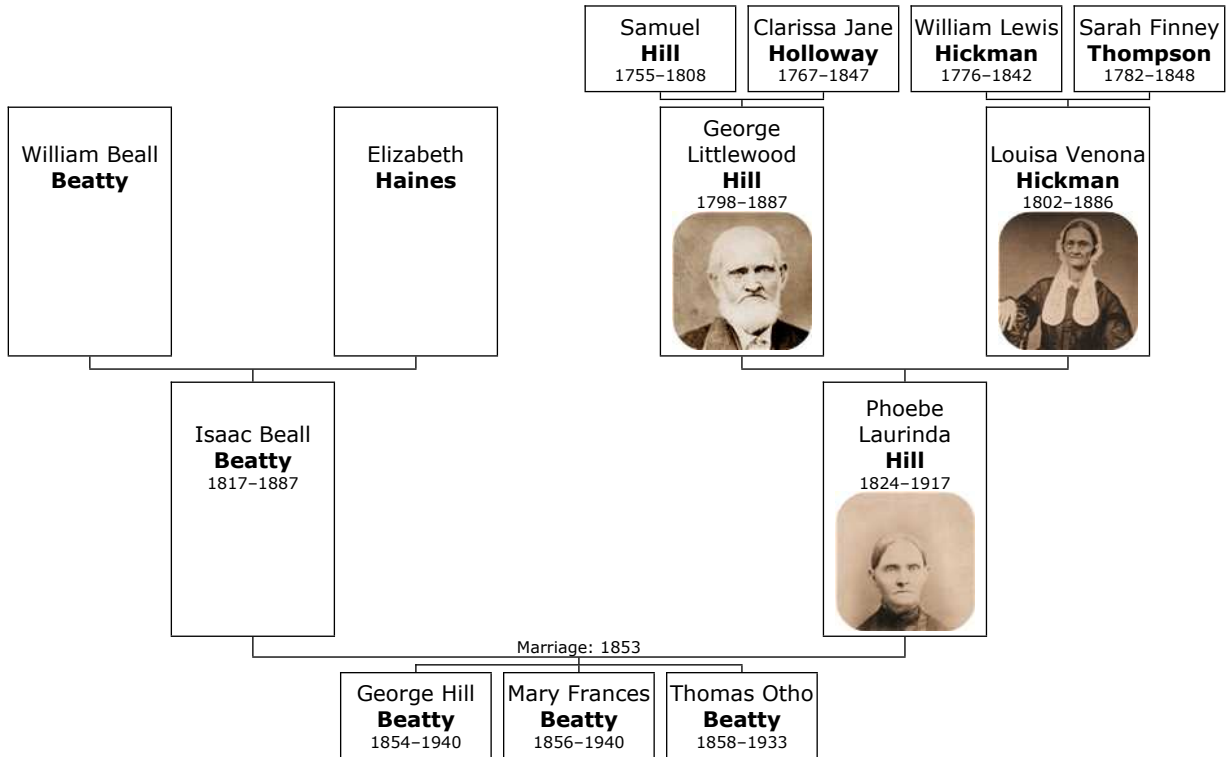 Samuel
Hill
1755–1808
Clarissa Jane
Holloway
1767–1847
William Lewis
Hickman
1776–1842
Sarah Finney
Thompson
1782–1848
William Beall
Beatty
Elizabeth
Haines
George
Littlewood
Hill
1798–1887
Louisa Venona
Hickman
1802–1886
Isaac Beall
Beatty
1817–1887
Phoebe
Laurinda
Hill
1824–1917
Marriage: 1853
George Hill
Beatty
1854–1940
Mary Frances
Beatty
1856–1940
Thomas Otho
Beatty
1858–1933